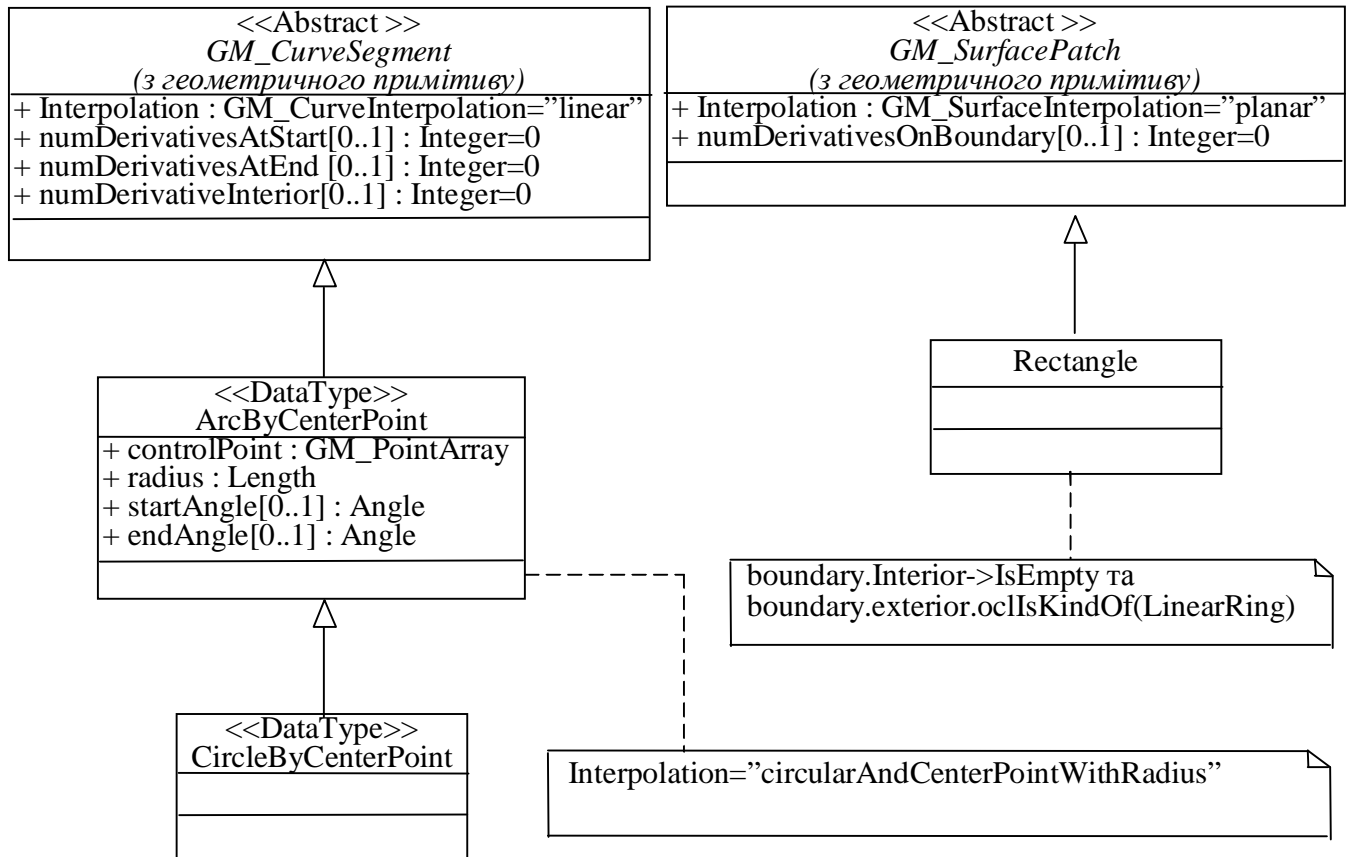 <<Abstract >>
GM_CurveSegment
(з геометричного примітиву)
+ Interpolation : GM_CurveInterpolation=”linear”
+ numDerivativesAtStart[0..1] : Integer=0
+ numDerivativesAtEnd [0..1] : Integer=0
+ numDerivativeInterior[0..1] : Integer=0
<<Abstract >>
GM_SurfacePatch
(з геометричного примітиву)
+ Interpolation : GM_SurfaceInterpolation=”planar”
+ numDerivativesOnBoundary[0..1] : Integer=0
<<DataType>>
ArcByCenterPoint
+ controlPoint : GM_PointArray
+ radius : Length
+ startAngle[0..1] : Angle
+ endAngle[0..1] : Angle
Rectangle
boundary.Interior->IsEmpty та
boundary.exterior.oclIsKindOf(LinearRing)
<<DataType>>
CircleByCenterPoint
Interpolation=”circularAndCenterPointWithRadius”